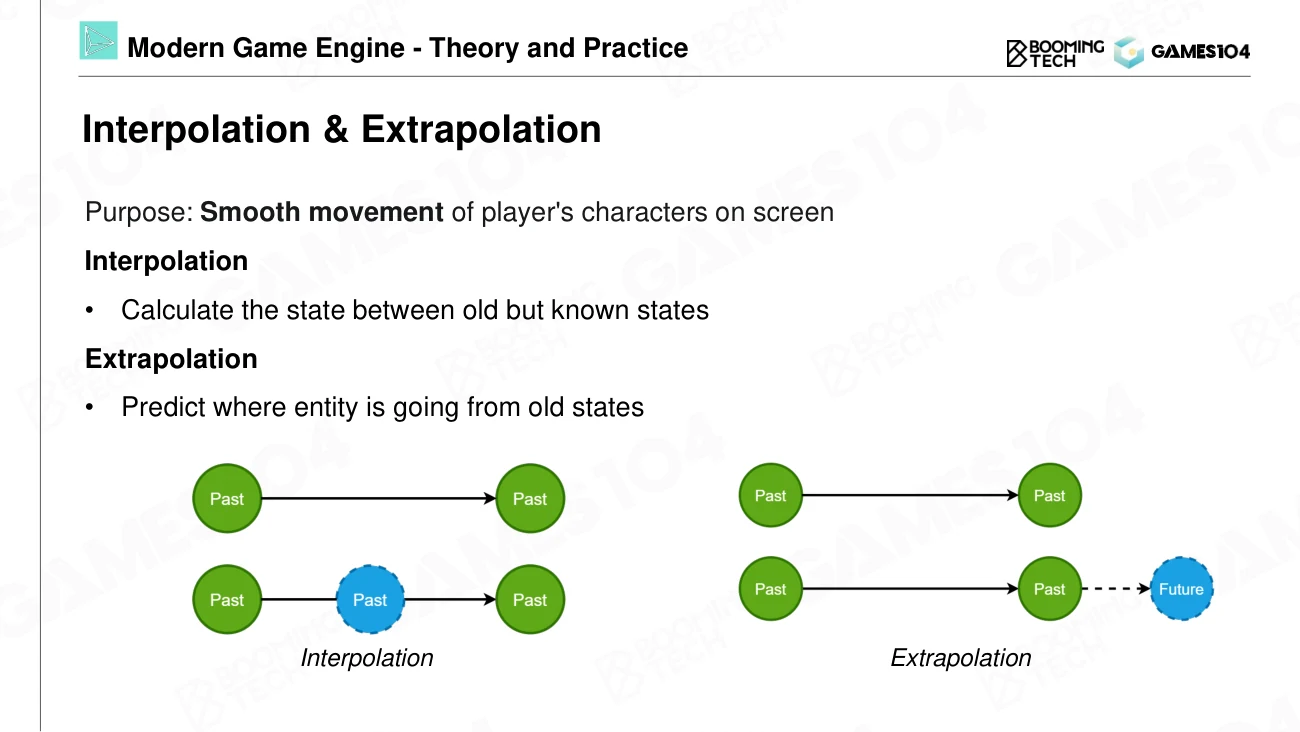 Modern Game Engine - Theory and Practice
BOOMING
TECH
GAMES104
Interpolation & Extrapolation
Purpose: Smooth movement of player's characters on screen
Interpolation
• Calculate the state between old but known states
Extrapolation
• Predict where entity is going from old states
Past Past
Past Past Past
Interpolation
Past Past
Past Past Future
Extrapolation